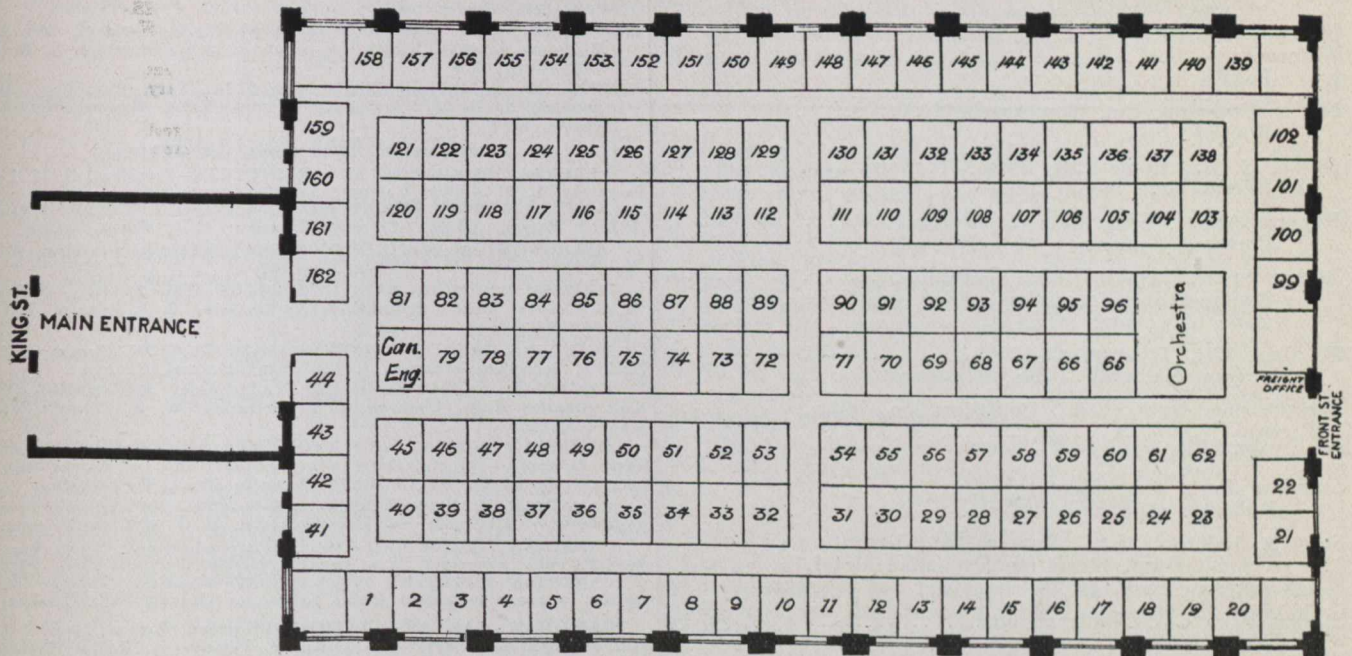 158 157 156 155 154 153 152 151 150 149 148 147 146 145 144 143 142 141 140 139
159
160
161
162
102
101
100
99
121 122 123 124 125 126 127 128 129 130 131 132 133 134 135 136 137 138
120 119 118 117 116 115 114 113 112 111 110 109 108 107 106 105 104 103
81 82 83 84 85 86 87 88 89 90 91 92 93 94 95 96
Can. Eng. 79 78 77 76 75 74 73 72 71 70 69 68 67 66 65
Orchestra
KING ST.
MAIN ENTRANCE
FREIGHT
OFFICE
FRONT ST
ENTRANCE
44
43
42
41
45 46 47 48 49 50 51 52 53 54 55 56 57 58 59 60 61 62
40 39 38 37 36 35 34 33 32 31 30 29 28 27 26 25 24 23
22
21
1 2 3 4 5 6 7 8 9 10 11 12 13 14 15 16 17 18 19 20